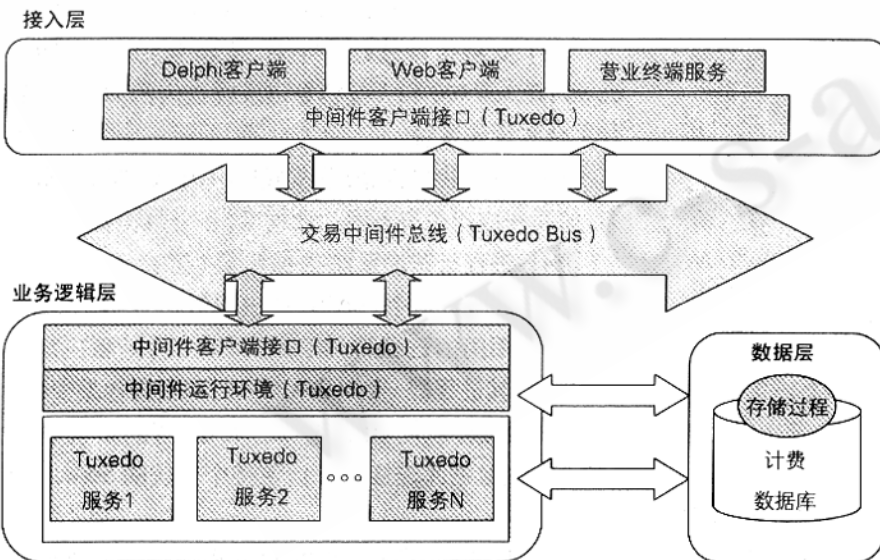 接入层
Delphi客户端
Web客户端
营业终端服务
中间件客户端接口（Tuxedo）
交易中间件总线（Tuxedo Bus）
业务逻辑层
中间件客户端接口（Tuxedo）
中间件运行环境（Tuxedo）
Tuxedo
服务1
Tuxedo
服务2
Tuxedo
服务N
数据层
存储过程
计费
数据库
www.c-s-a